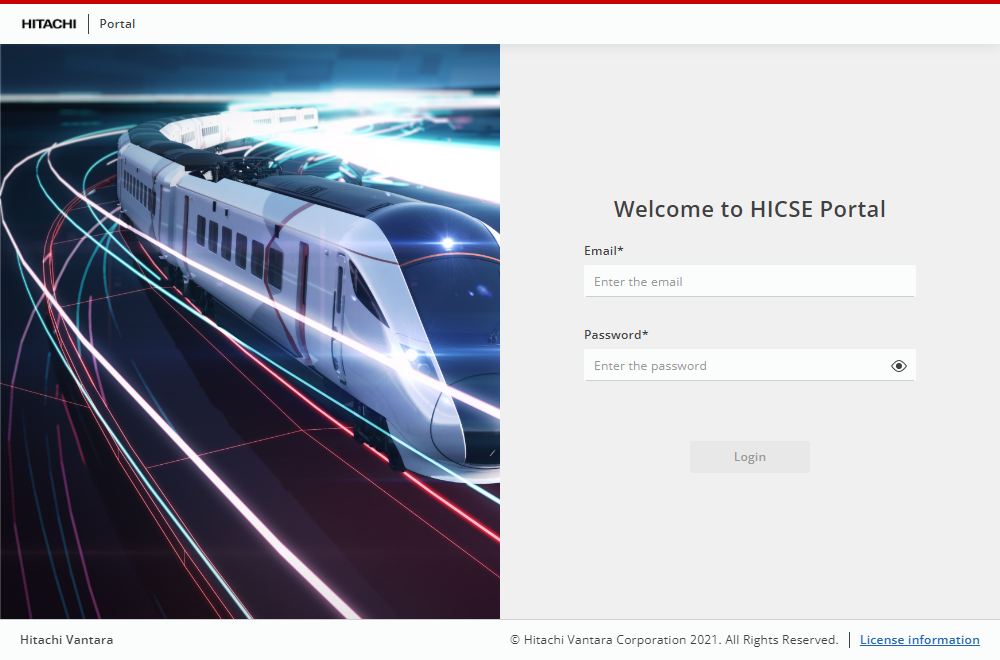 HITACHI Portal
Welcome to HICSE Portal
Email*
Enter the email
Password*
Enter the password
Login
Hitachi Vantara
© Hitachi Vantara Corporation 2021. All Rights Reserved. License information